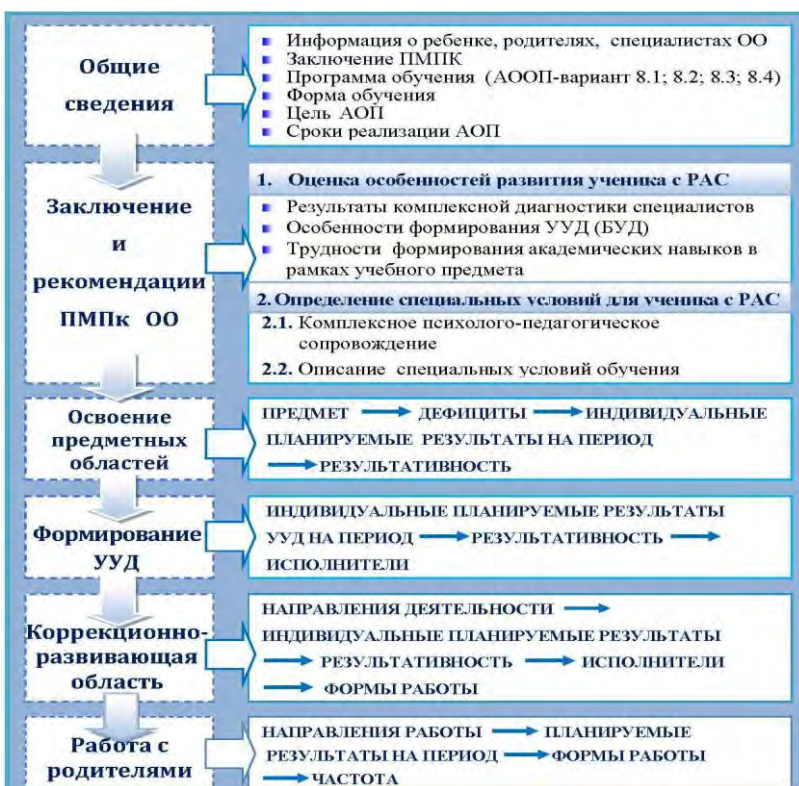 Общие
сведения
Информация о ребенке, родителях, специалистах ОО
Заключение ПМПК
Программа обучения (АООП-вариант 8.1; 8.2; 8.3; 8.4)
Форма обучения
Цель АОП
Сроки реализации АОП
Заключение
и
рекомендации
ПМПк ОО
1. Оценка особенностей развития ученика с РАС
Результаты комплексной диагностики специалистов
Особенности формирования УУД (БУД)
Трудности формирования академических навыков в
рамках учебного предмета
2. Определение специальных условий для ученика с РАС
2.1. Комплексное психолого-педагогическое
сопровождение
2.2. Описание специальных условий обучения
Освоение
предметных
областей
ПРЕДМЕТ → ДЕФИЦИТЫ → ИНДИВИДУАЛЬНЫЕ
ПЛАНИРУЕМЫЕ РЕЗУЛЬТАТЫ НА ПЕРИОД
→ РЕЗУЛЬТАТИВНОСТЬ
Формирование
УУД
ИНДИВИДУАЛЬНЫЕ ПЛАНИРУЕМЫЕ РЕЗУЛЬТАТЫ
УУД НА ПЕРИОД → РЕЗУЛЬТАТИВНОСТЬ →
ИСПОЛНИТЕЛИ
Коррекционно-
развивающая
область
НАПРАВЛЕНИЯ ДЕЯТЕЛЬНОСТИ →
ИНДИВИДУАЛЬНЫЕ ПЛАНИРУЕМЫЕ РЕЗУЛЬТАТЫ
→ РЕЗУЛЬТАТИВНОСТЬ → ИСПОЛНИТЕЛИ
→ ФОРМЫ РАБОТЫ
Работа с
родителями
НАПРАВЛЕНИЯ РАБОТЫ → ПЛАНИРУЕМЫЕ
РЕЗУЛЬТАТЫ НА ПЕРИОД → ФОРМЫ РАБОТЫ
→ ЧАСТОТА